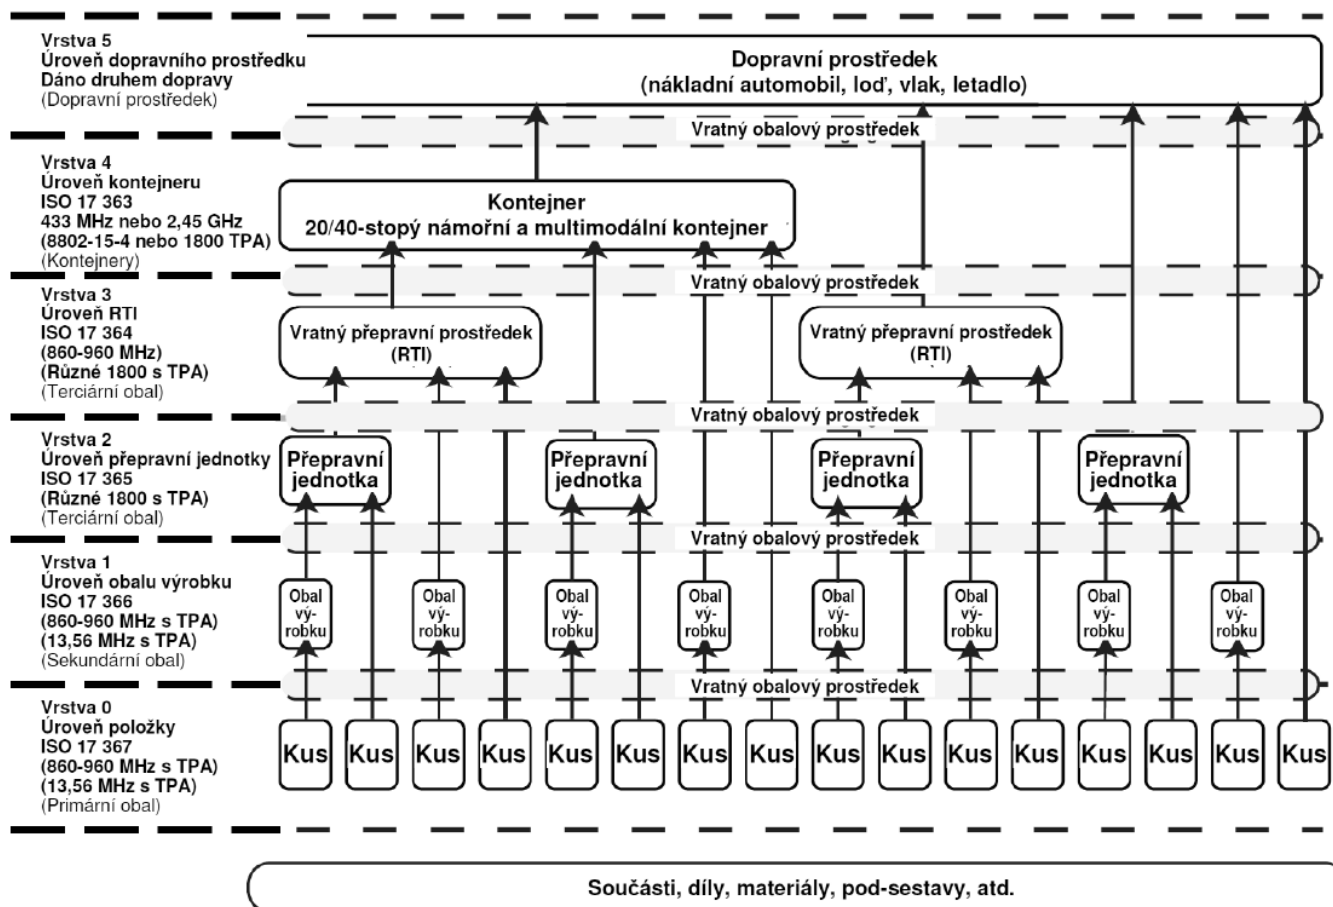 Vrstva 5
Úroveň dopravního prostředku
Dáno druhem dopravy
(Dopravní prostředek)
Dopravní prostředek
(nákladní automobil, loď, vlak, letadlo)
Vratný obalový prostředek
Vrstva 4
Úroveň kontejneru
ISO 17 363
433 MHz nebo 2,45 GHz
(8802-15-4 nebo 1800 TPA)
(Kontejnery)
Kontejner
20/40-stopý námořní a multimodální kontejner
Vratný obalový prostředek
Vrstva 3
Úroveň RTI
ISO 17 364
(860-960 MHz)
(Různé 1800 s TPA)
(Terciární obal)
Vratný přepravní prostředek
(RTI)
Vratný přepravní prostředek
(RTI)
Vratný obalový prostředek
Vrstva 2
Úroveň přepravní jednotky
ISO 17 365
(Různé 1800 s TPA)
(Terciární obal)
Přepravní
jednotka
Přepravní
jednotka
Přepravní
jednotka
Přepravní
jednotka
Vratný obalový prostředek
Vrstva 1
Úroveň obalu výrobku
ISO 17 366
(860-960 MHz s TPA)
(13,56 MHz s TPA)
(Sekundární obal)
Obal
vý-
robku
Obal
vý-
robku
Obal
vý-
robku
Obal
vý-
robku
Obal
vý-
robku
Obal
vý-
robku
Obal
vý-
robku
Obal
vý-
robku
Vratný obalový prostředek
Vrstva 0
Úroveň položky
ISO 17 367
(860-960 MHz s TPA)
(13,56 MHz s TPA)
(Primární obal)
Kus Kus Kus Kus Kus Kus Kus Kus Kus Kus Kus Kus Kus Kus Kus Kus
Součásti, díly, materiály, pod-sestavy, atd.